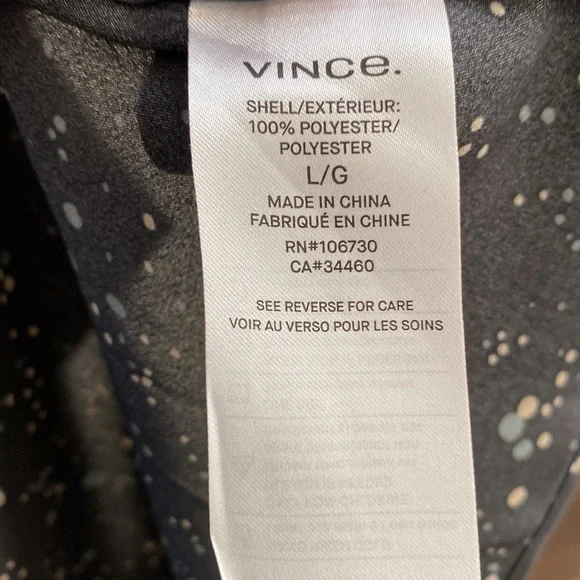 VINCe.
SHELL/EXTÉRIEUR:
100% POLYESTER/
POLYESTER
L/G
MADE IN CHINA
FABRIQUÉ EN CHINE
RN#106730
CA#34460
SEE REVERSE FOR CARE
VOIR AU VERSO POUR LES SOINS